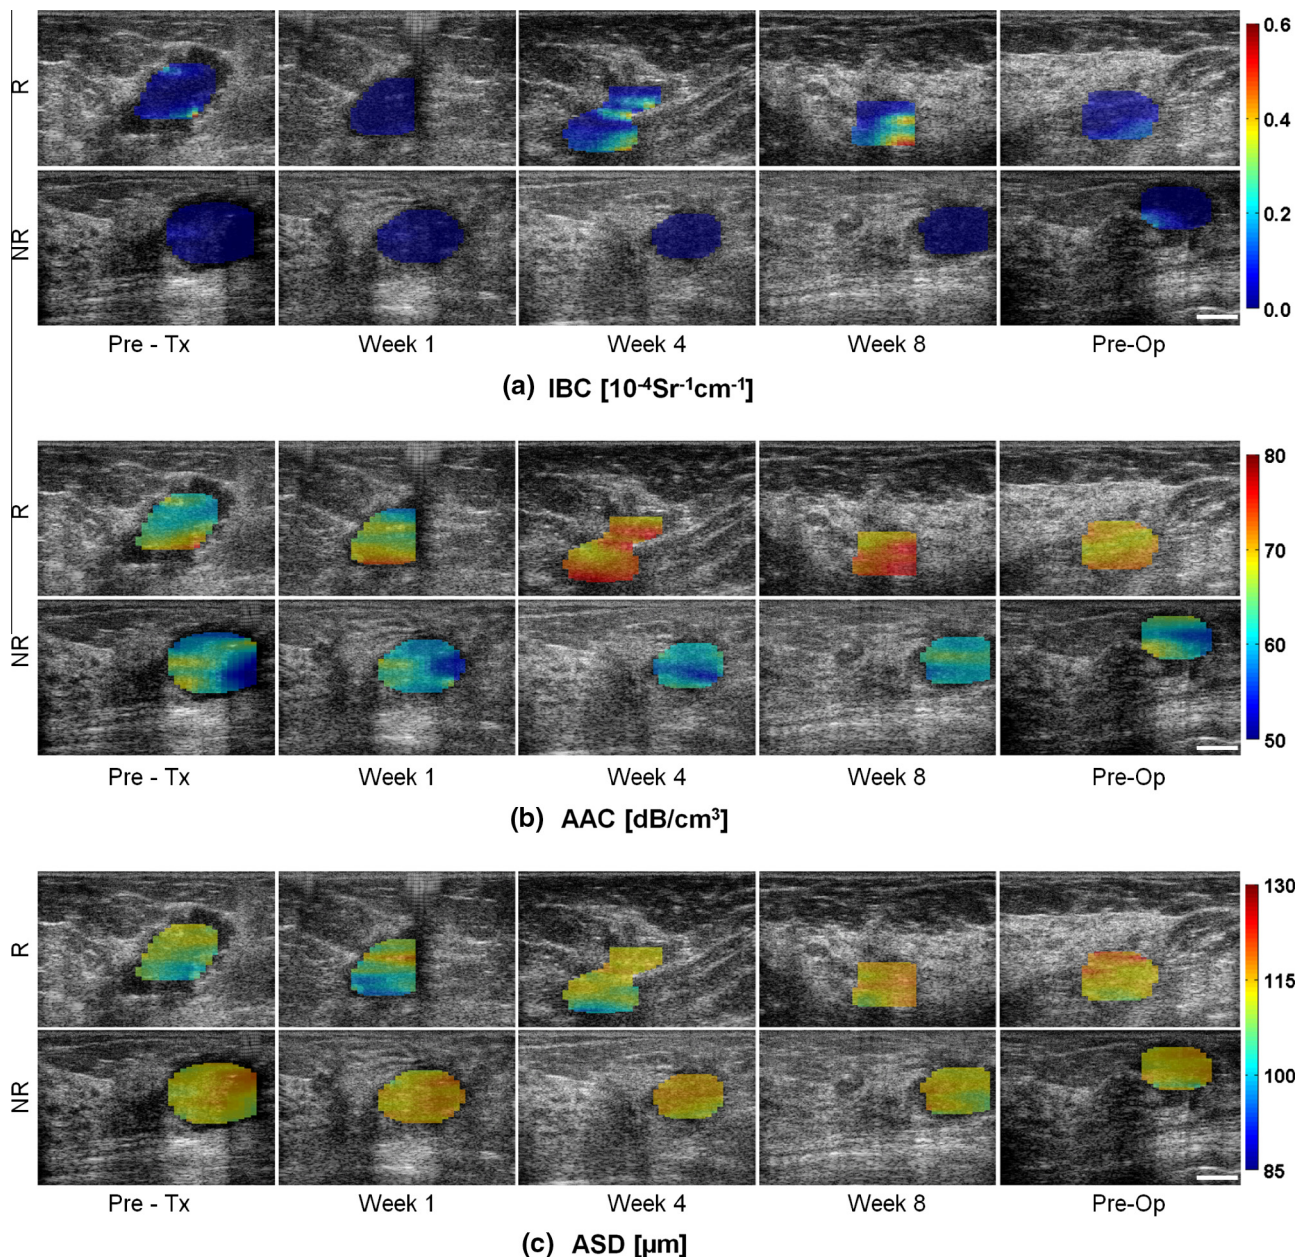 R
NR
0.6
0.4
0.2
0.0
Pre - Tx Week 1 Week 4 Week 8 Pre-Op
(a) IBC [10⁻⁴Sr⁻¹cm⁻¹]
R
NR
80
70
60
50
Pre - Tx Week 1 Week 4 Week 8 Pre-Op
(b) AAC [dB/cm³]
R
NR
130
115
100
85
Pre - Tx Week 1 Week 4 Week 8 Pre-Op
(c) ASD [µm]